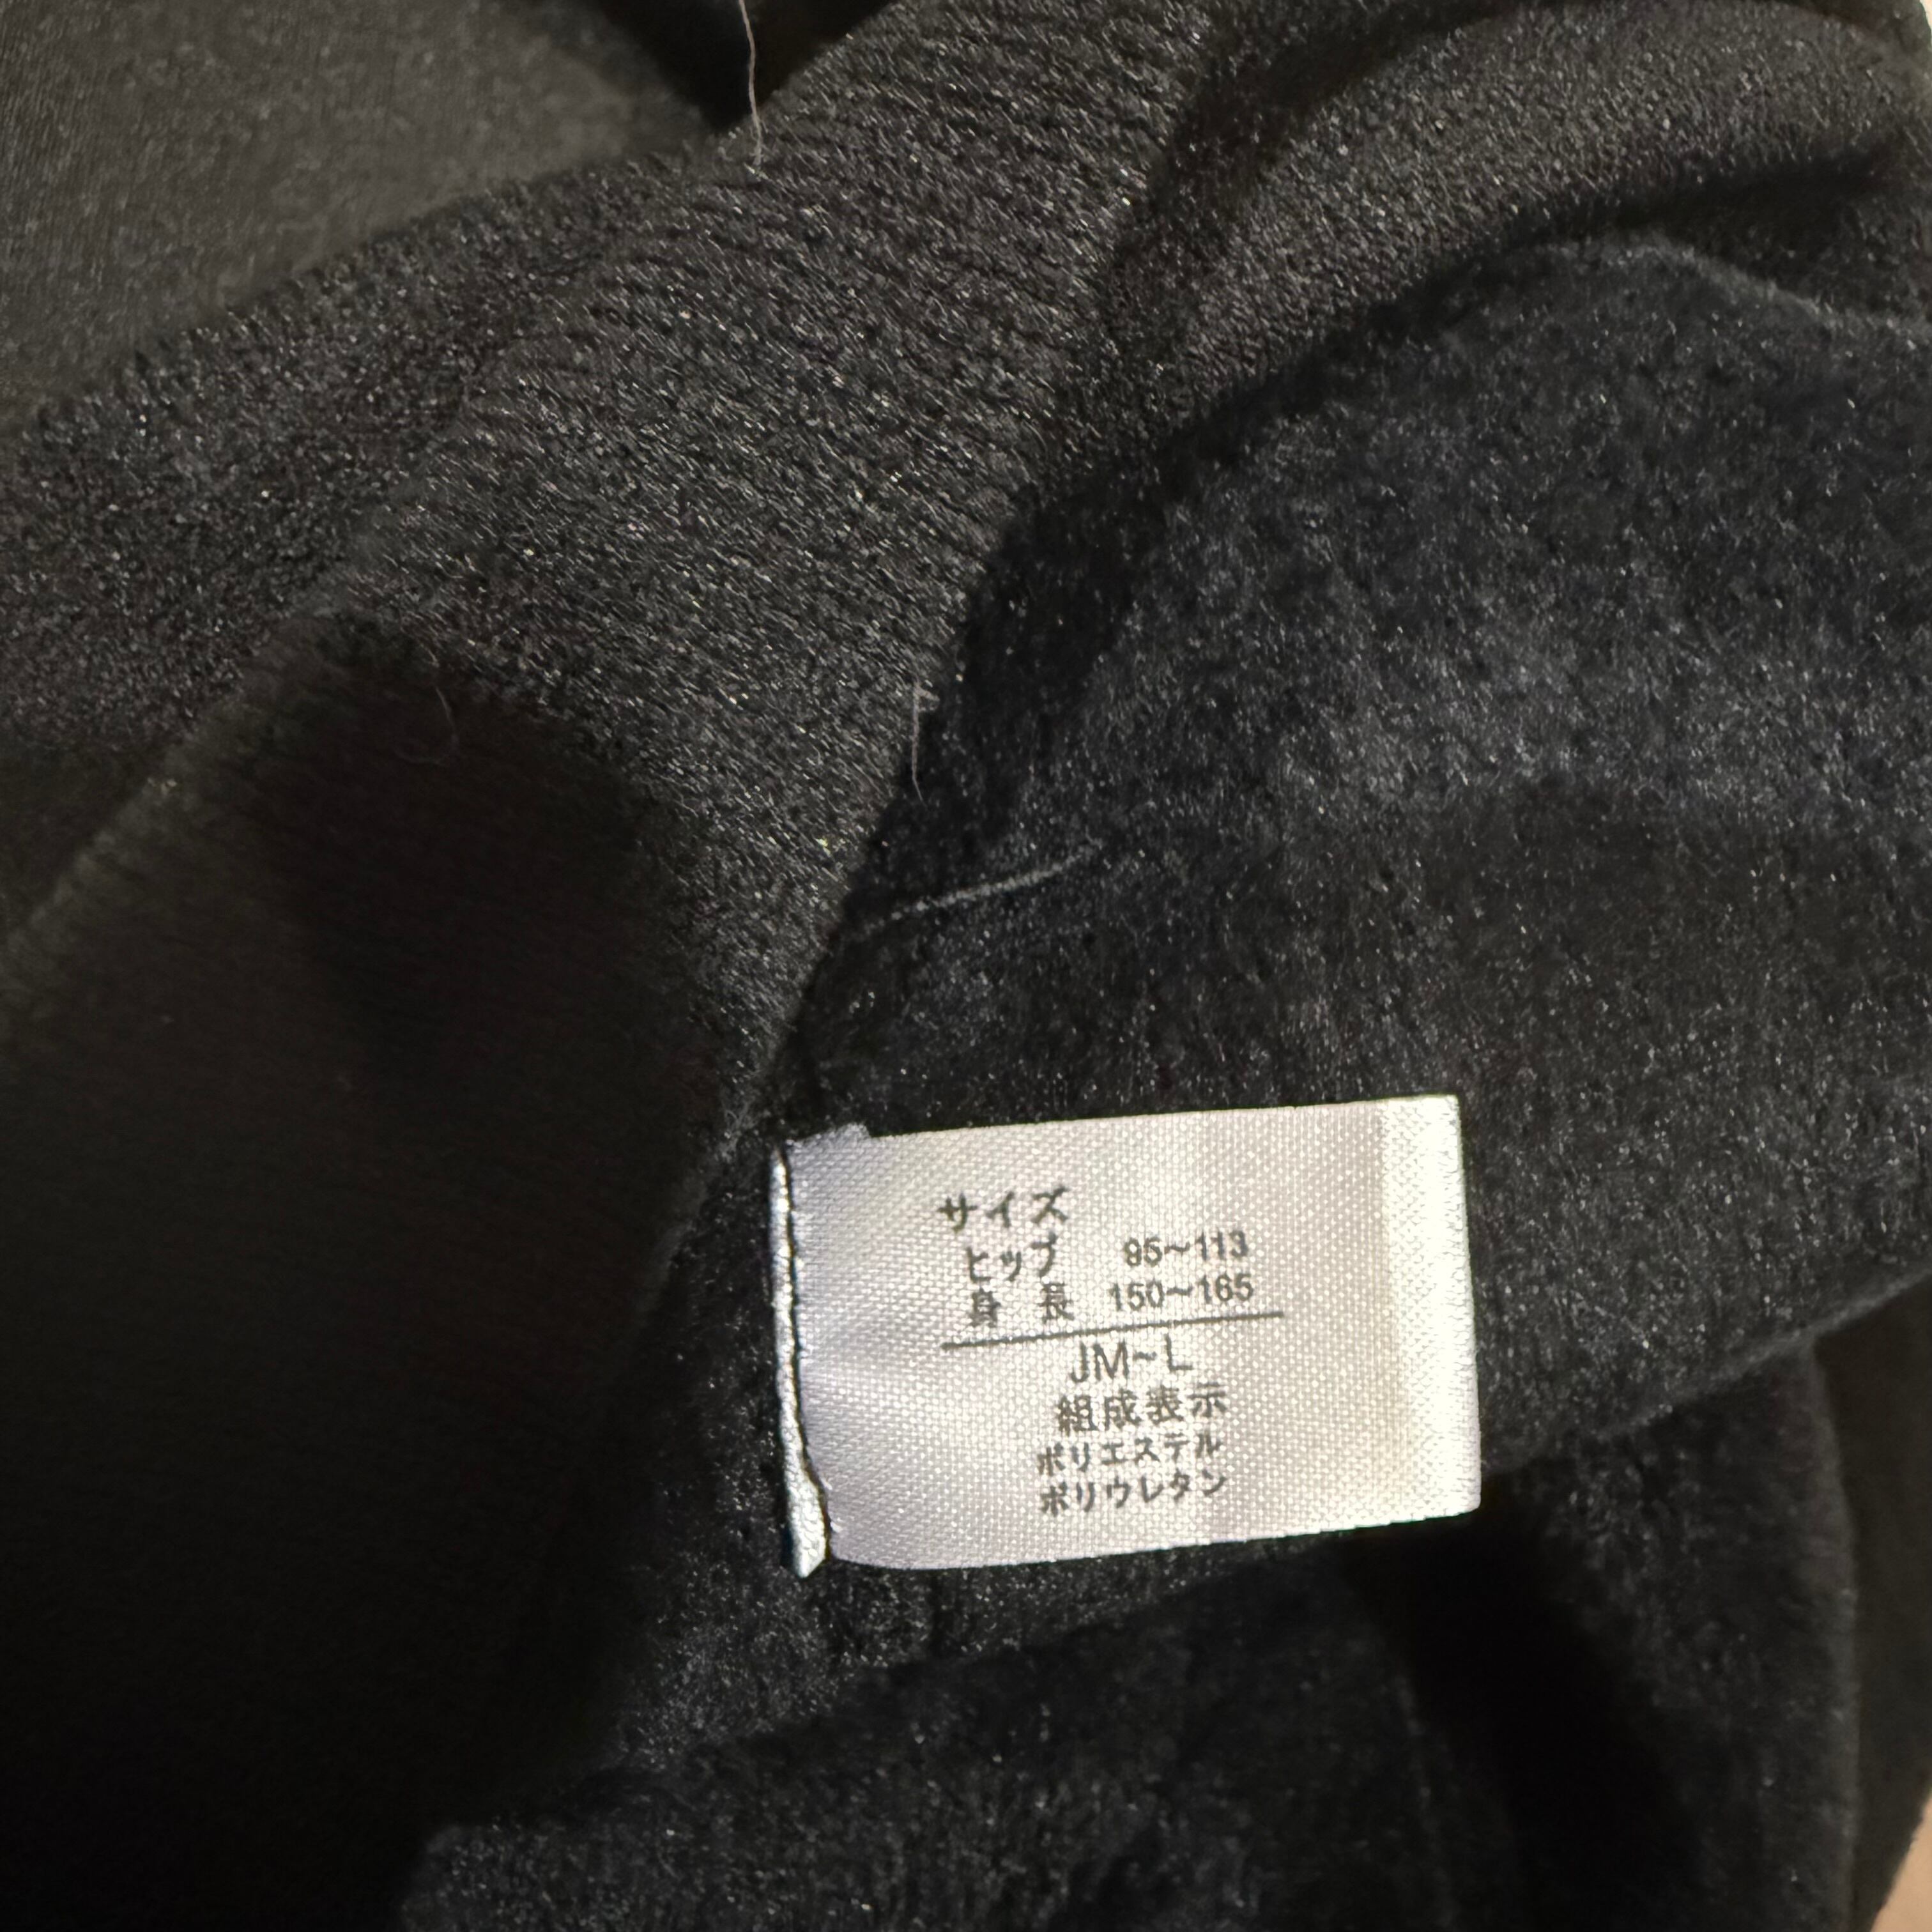 サイズ
ヒップ 95~113
身 長 150~165
JM~L
組成表示
ポリエステル
ポリウレタン